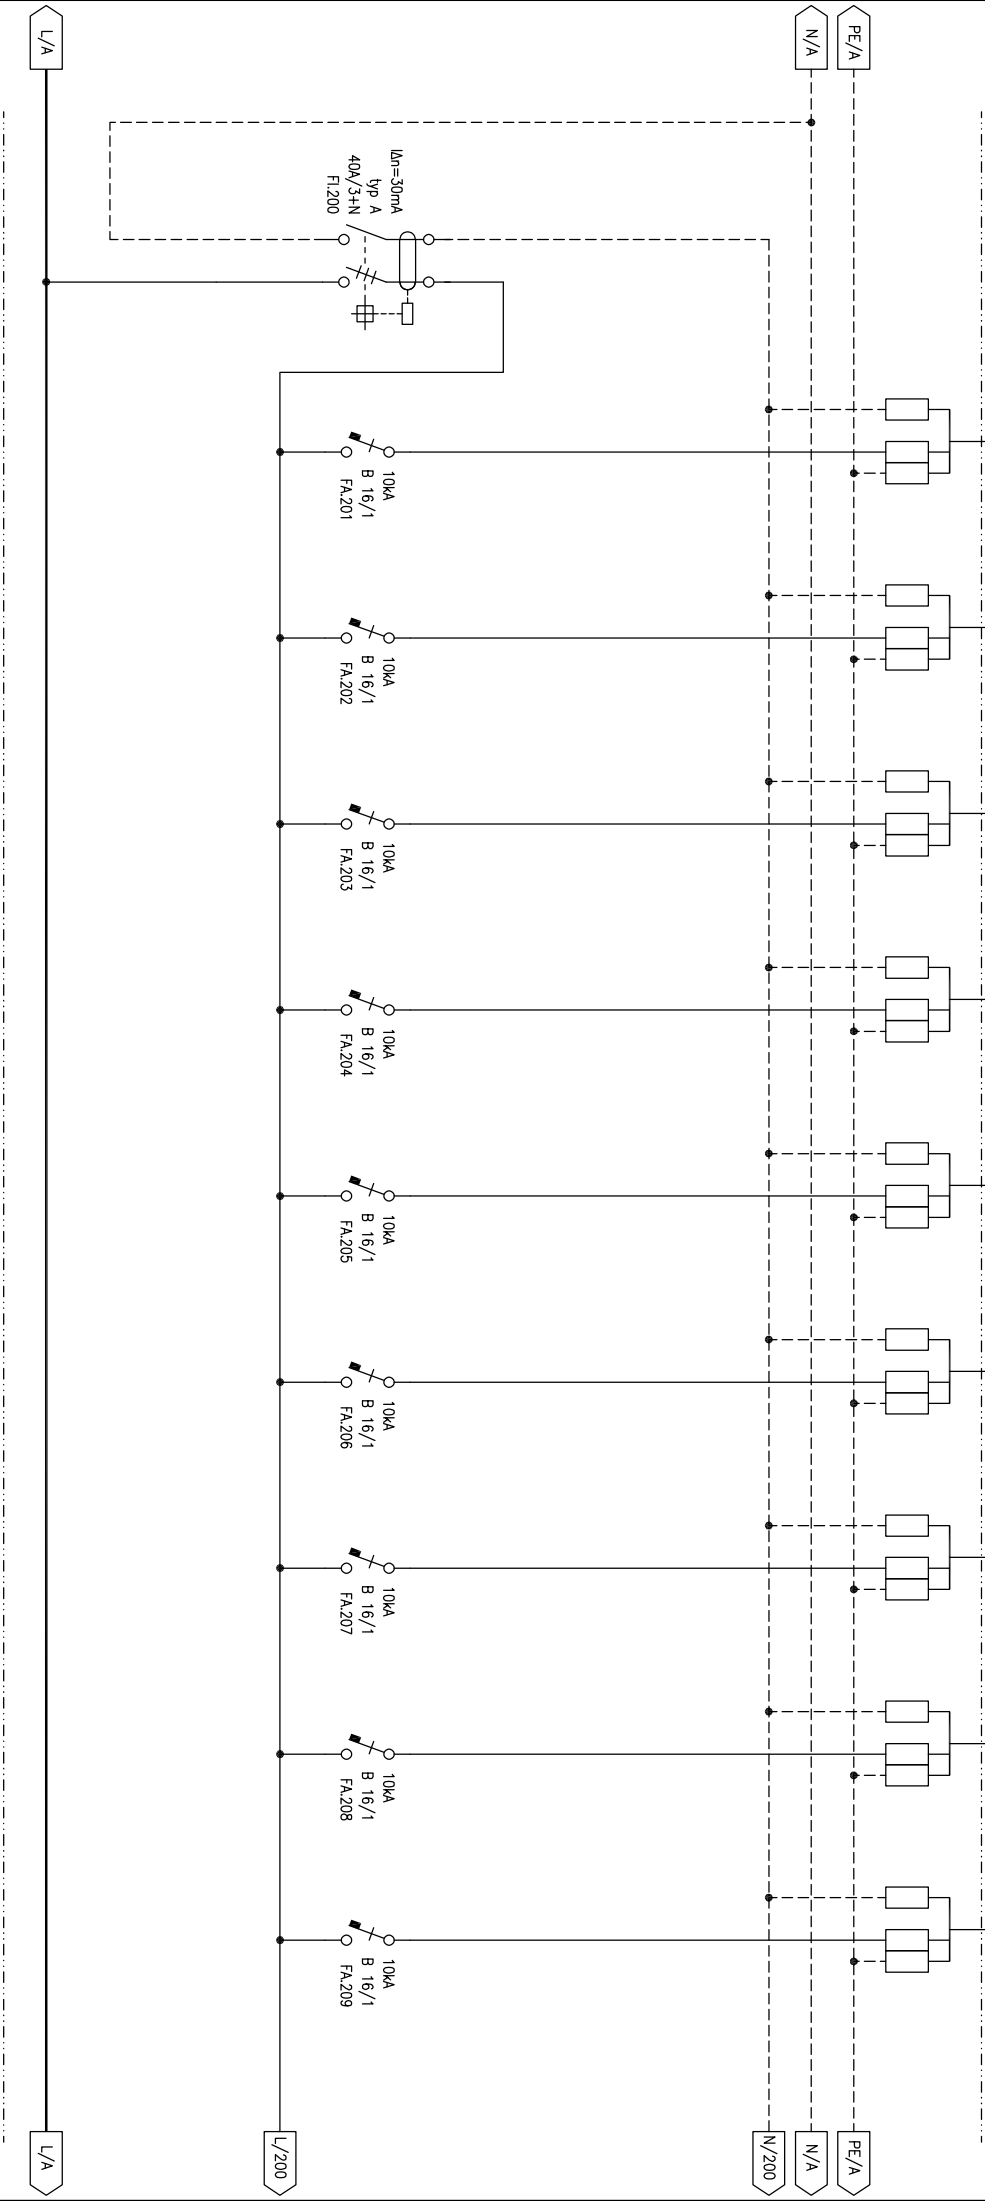 L/A
N/A
PE/A
FI.200
40A/3+N
typ A
IΔn=30mA
FA.201
B 16/1
10kA
FA.202
B 16/1
10kA
FA.203
B 16/1
10kA
FA.204
B 16/1
10kA
FA.205
B 16/1
10kA
FA.206
B 16/1
10kA
FA.207
B 16/1
10kA
FA.208
B 16/1
10kA
FA.209
B 16/1
10kA
L/A
L/200
N/200
N/A
PE/A